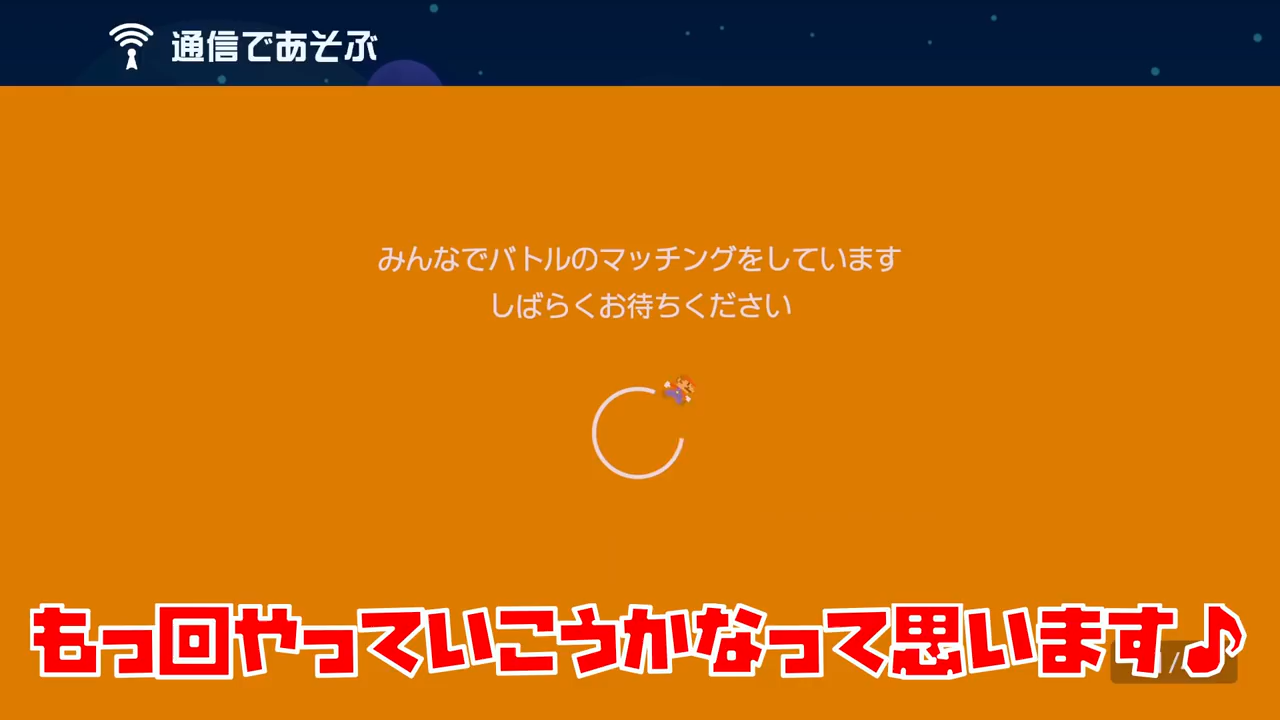 通信であそぶ
みんなでバトルのマッチングをしています
しばらくお待ちください
もっ回やっていこうかなって思います♪